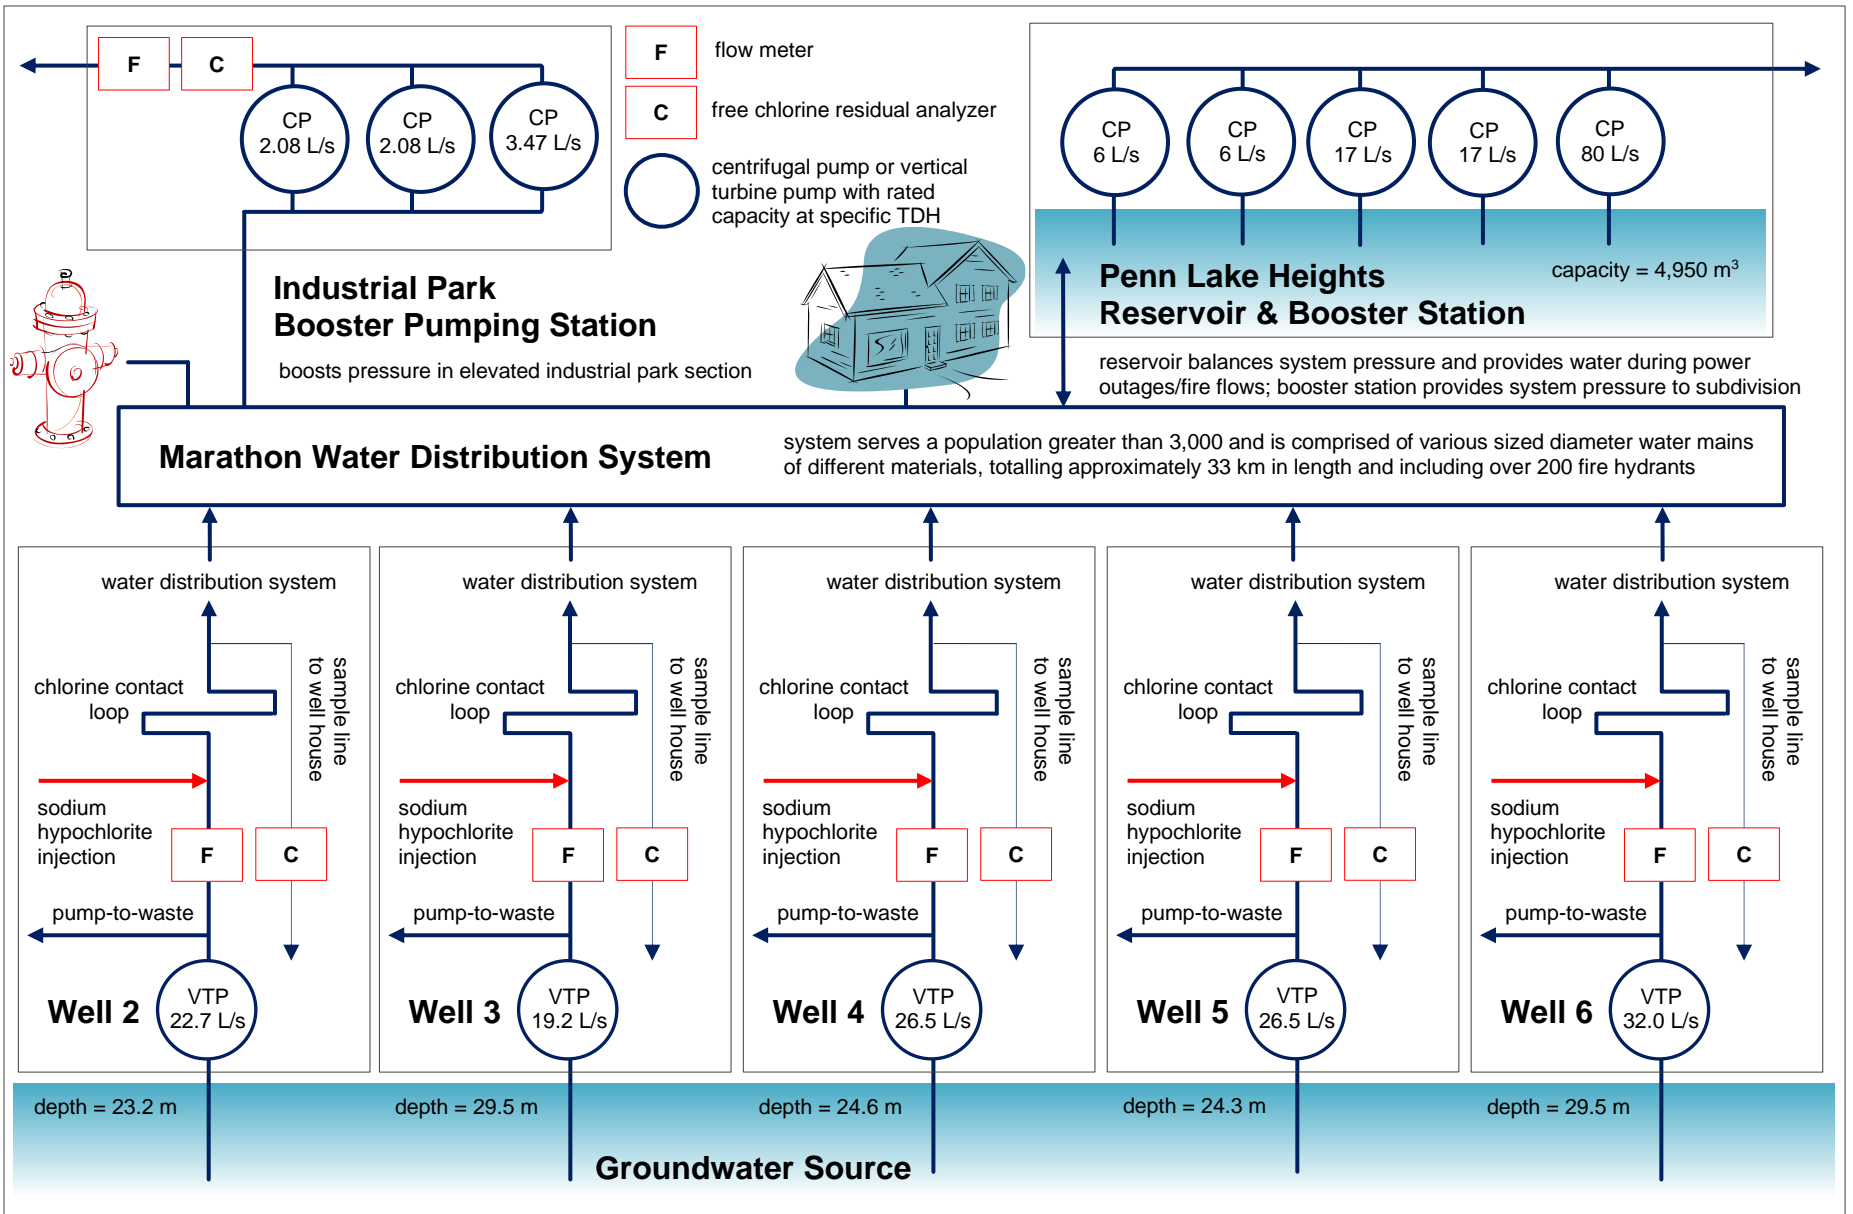 F
C
CP
2.08 L/s
CP
2.08 L/s
CP
3.47 L/s
F
flow meter
C
free chlorine residual analyzer
centrifugal pump or vertical
turbine pump with rated
capacity at specific TDH
CP
6 L/s
CP
6 L/s
CP
17 L/s
CP
17 L/s
CP
80 L/s
capacity = 4,950 m³
Penn Lake Heights
Reservoir & Booster Station
reservoir balances system pressure and provides water during power
outages/fire flows; booster station provides system pressure to subdivision
Industrial Park
Booster Pumping Station
boosts pressure in elevated industrial park section
Marathon Water Distribution System
system serves a population greater than 3,000 and is comprised of various sized diameter water mains
of different materials, totalling approximately 33 km in length and including over 200 fire hydrants
water distribution system
sample line
to well house
chlorine contact
loop
sodium
hypochlorite
injection
F
C
pump-to-waste
Well 2
VTP
22.7 L/s
depth = 23.2 m
water distribution system
sample line
to well house
chlorine contact
loop
sodium
hypochlorite
injection
F
C
pump-to-waste
Well 3
VTP
19.2 L/s
depth = 29.5 m
water distribution system
sample line
to well house
chlorine contact
loop
sodium
hypochlorite
injection
F
C
pump-to-waste
Well 4
VTP
26.5 L/s
depth = 24.6 m
water distribution system
sample line
to well house
chlorine contact
loop
sodium
hypochlorite
injection
F
C
pump-to-waste
Well 5
VTP
26.5 L/s
depth = 24.3 m
water distribution system
sample line
to well house
chlorine contact
loop
sodium
hypochlorite
injection
F
C
pump-to-waste
Well 6
VTP
32.0 L/s
depth = 29.5 m
Groundwater Source